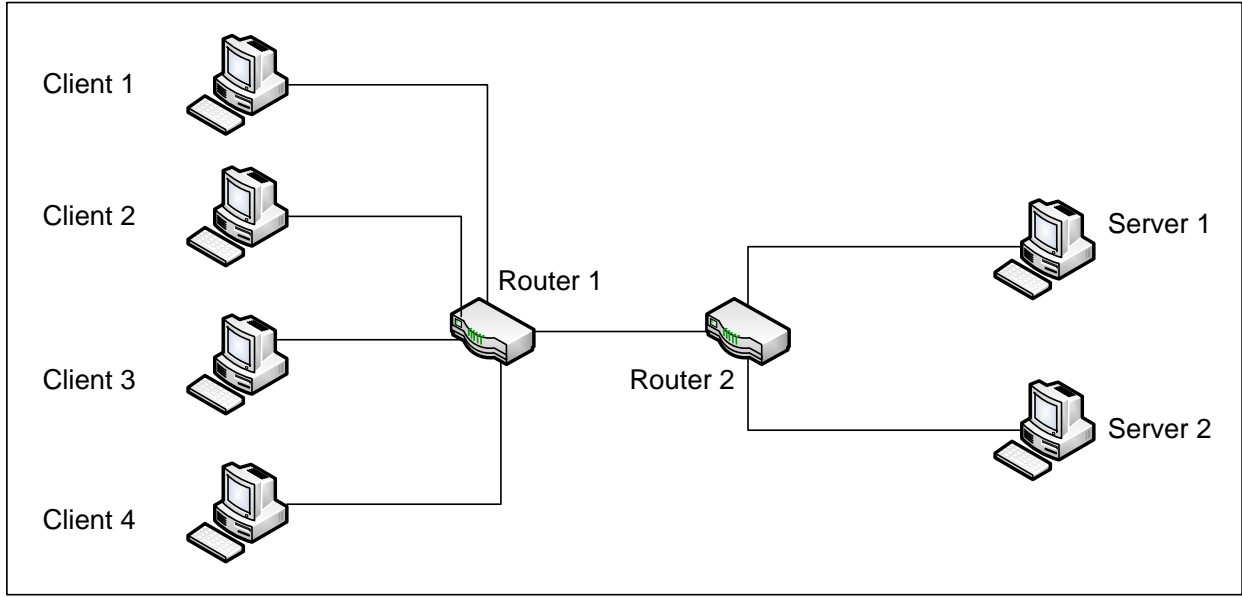 Client 1
Client 2
Client 3
Client 4
Router 1
Router 2
Server 1
Server 2